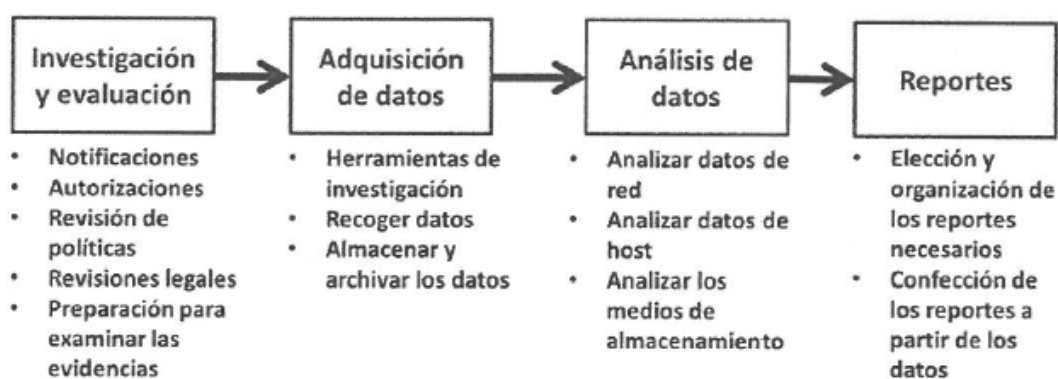 Investigación
y evaluación
• Notificaciones
• Autorizaciones
• Revisión de
políticas
• Revisiones legales
• Preparación para
examinar las
evidencias
Adquisición
de datos
• Herramientas de
investigación
• Recoger datos
• Almacenar y
archivar los datos
Análisis de
datos
• Analizar datos de
red
• Analizar datos de
host
• Analizar los
medios de
almacenamiento
Reportes
• Elección y
organización de
los reportes
necesarios
• Confección de
los reportes a
partir de los
datos